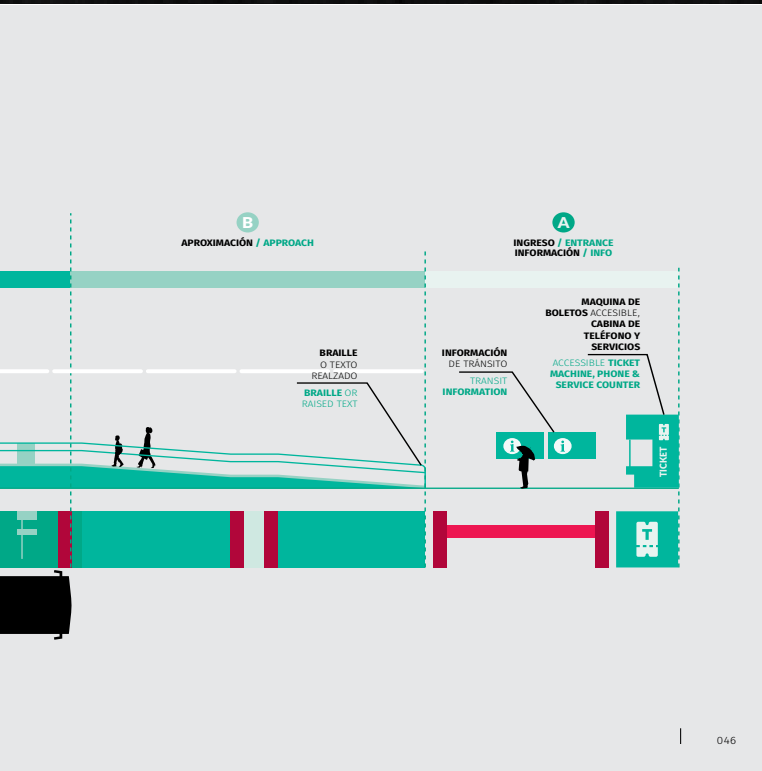 B
APROXIMACIÓN / APPROACH
A
INGRESO / ENTRANCE
INFORMACIÓN / INFO
MAQUINA DE
BOLETOS ACCESIBLE,
CABINA DE
TELÉFONO Y
SERVICIOS
ACCESSIBLE TICKET
MACHINE, PHONE &
SERVICE COUNTER
BRAILLE
O TEXTO
REALZADO
BRAILLE OR
RAISED TEXT
INFORMACIÓN
DE TRÁNSITO
TRANSIT
INFORMATION
i
i
TICKET
T
T
046